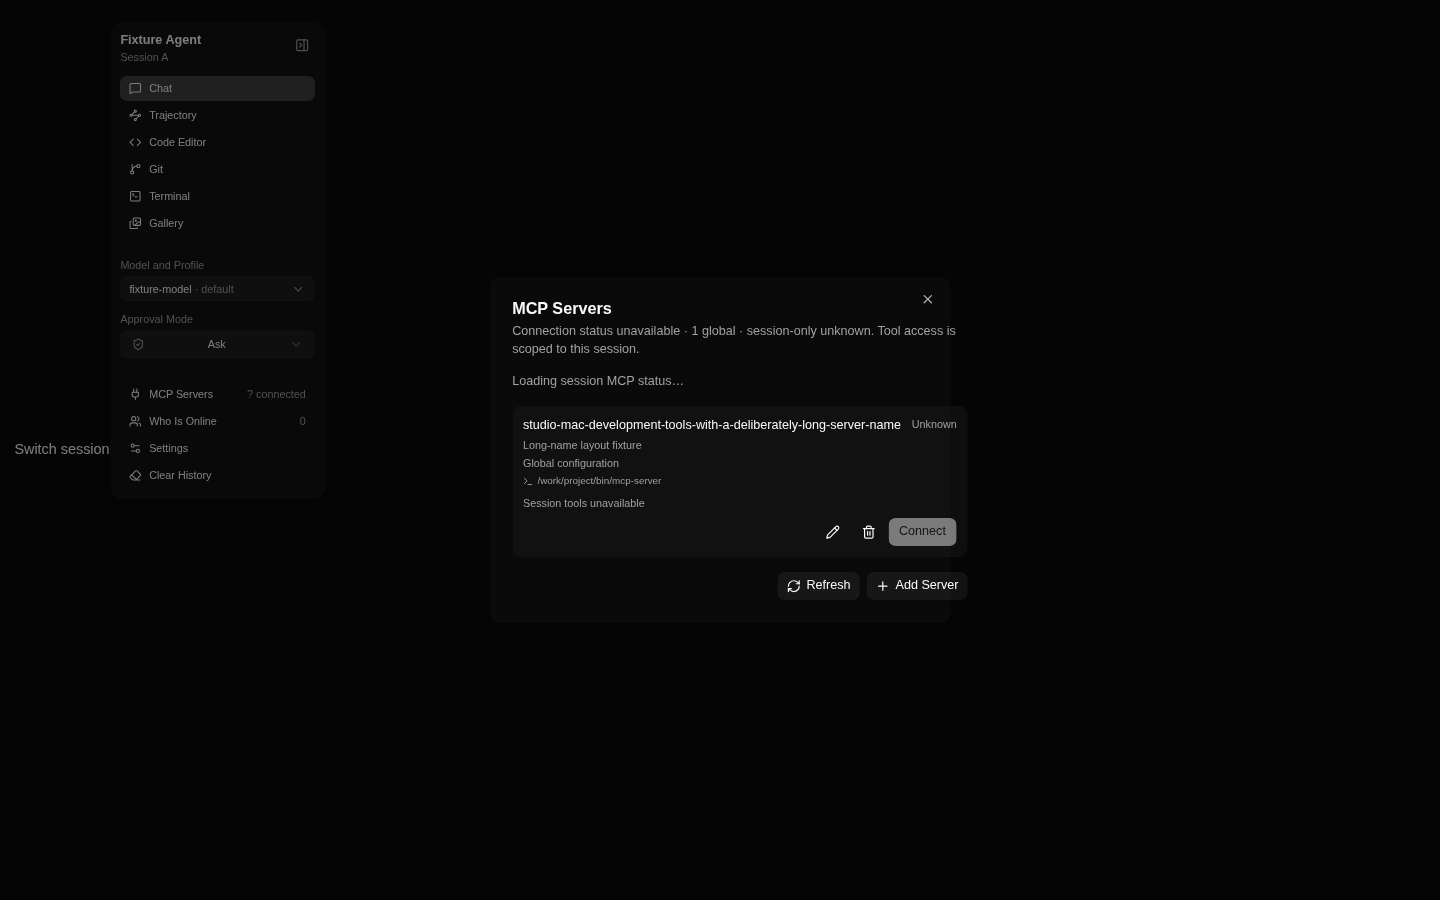 Fixture Agent
Session A
Chat
Trajectory
Code Editor
Git
Terminal
Gallery
Model and Profile
fixture-model · default
Approval Mode
Ask
MCP Servers ? connected
Who Is Online 0
Settings
Clear History
Switch session
MCP Servers
Connection status unavailable · 1 global · session-only unknown. Tool access is
scoped to this session.
Loading session MCP status…
studio-mac-development-tools-with-a-deliberately-long-server-name Unknown
Long-name layout fixture
Global configuration
/work/project/bin/mcp-server
Session tools unavailable
Connect
Refresh Add Server